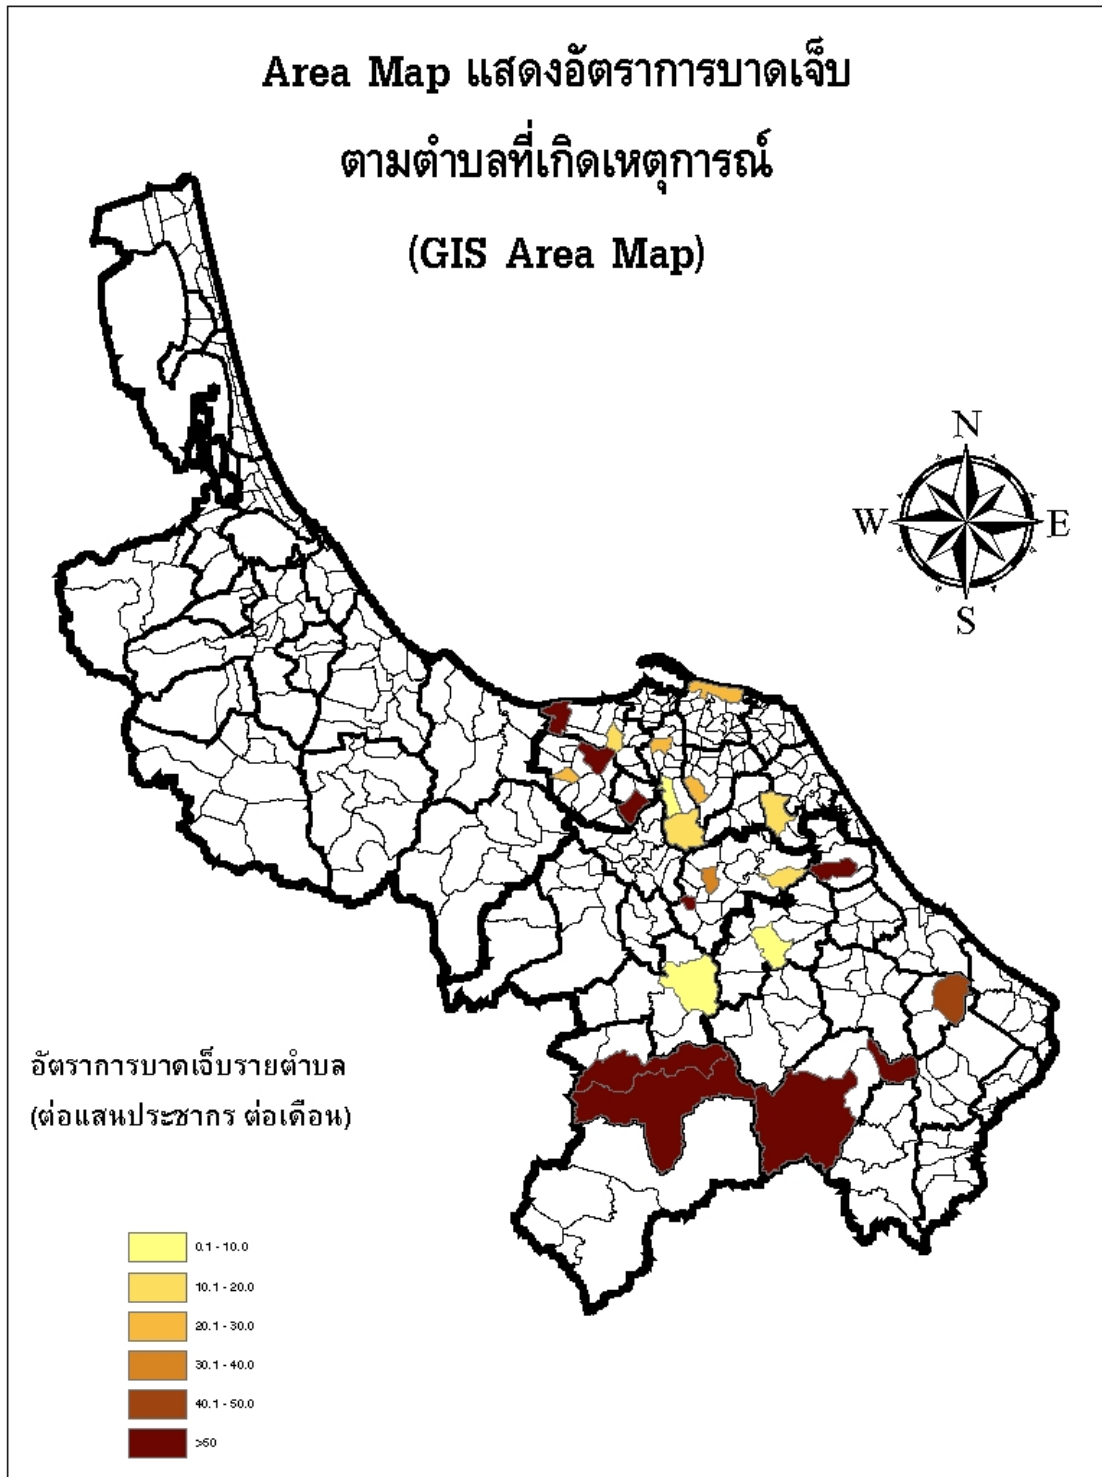 Area Map แสดงอัตราการบาดเจ็บ
ตามตำบลที่เกิดเหตุการณ์
(GIS Area Map)
N
W
E
S
อัตราการบาดเจ็บรายตำบล
(ต่อแสนประชากร ต่อเดือน)
0.1 - 10.0
10.1 - 20.0
20.1 - 30.0
30.1 - 40.0
40.1 - 50.0
>50